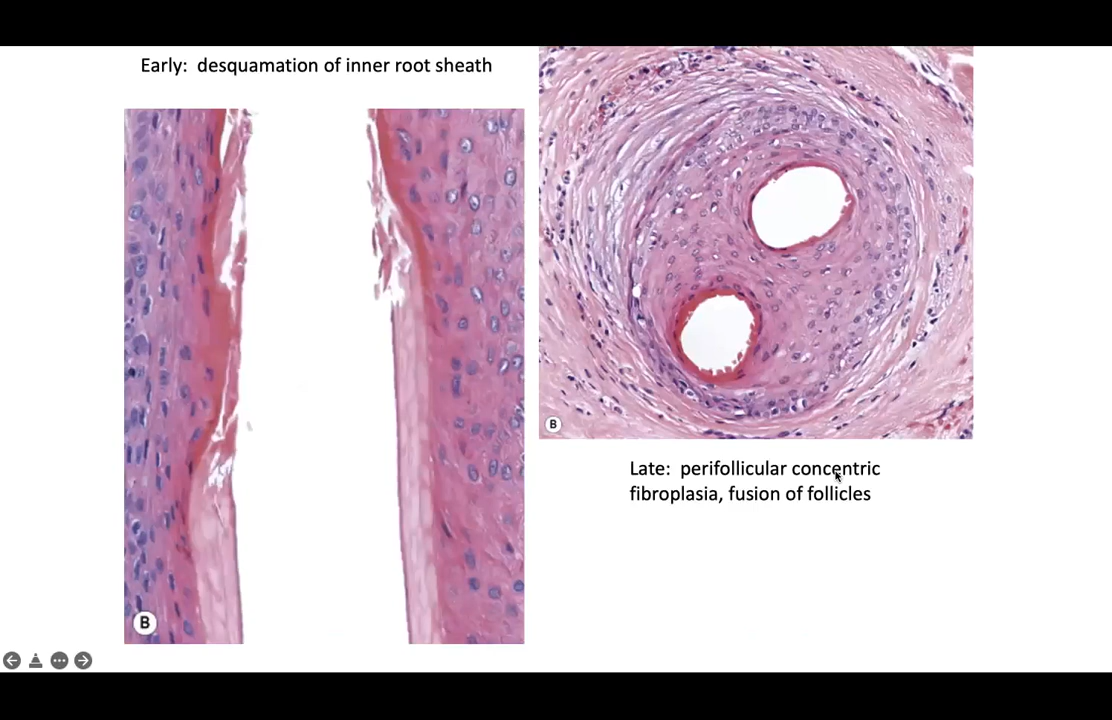 Early: desquamation of inner root sheath
B
B
Late: perifollicular concentric
fibroplasia, fusion of follicles